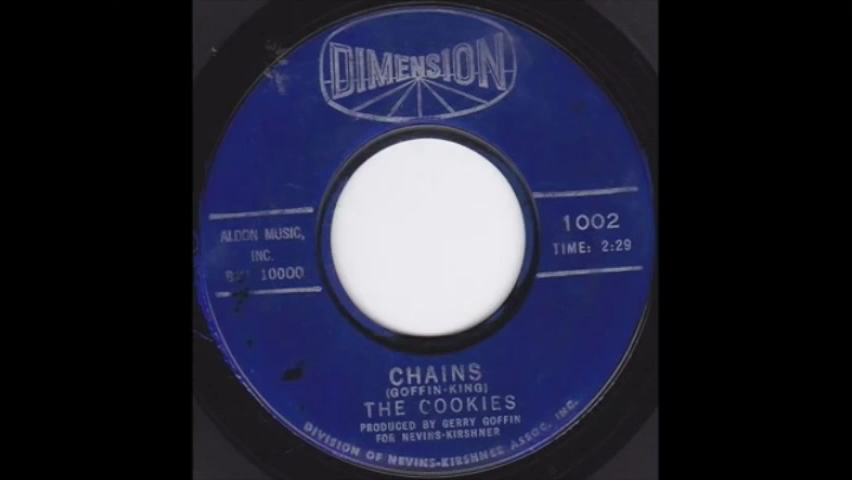 DIMENSION
ALDON MUSIC,
INC.
BMI 10000
1002
TIME: 2:29
CHAINS
(GOFFIN-KING)
THE COOKIES
PRODUCED BY GERRY GOFFIN
FOR NEVINS-KIRSHNER
DIVISION OF NEVINS-KIRSHNER ASSOC. INC.